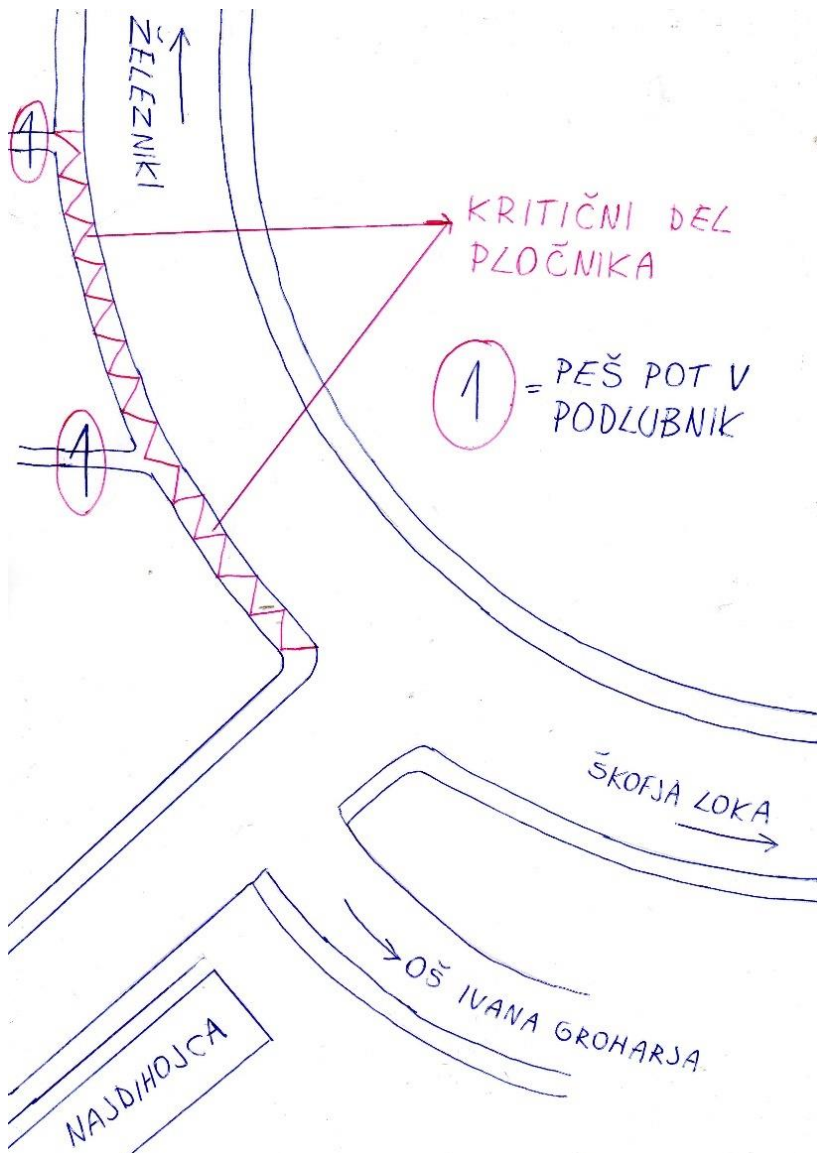 ŽELEZNIKI
1
KRITIČNI DEL
PLOČNIKA
1 = PEŠ POT V
PODLUBNIK
1
ŠKOFJA LOKA
OŠ IVANA GROHARJA
NAJDIHOJCA